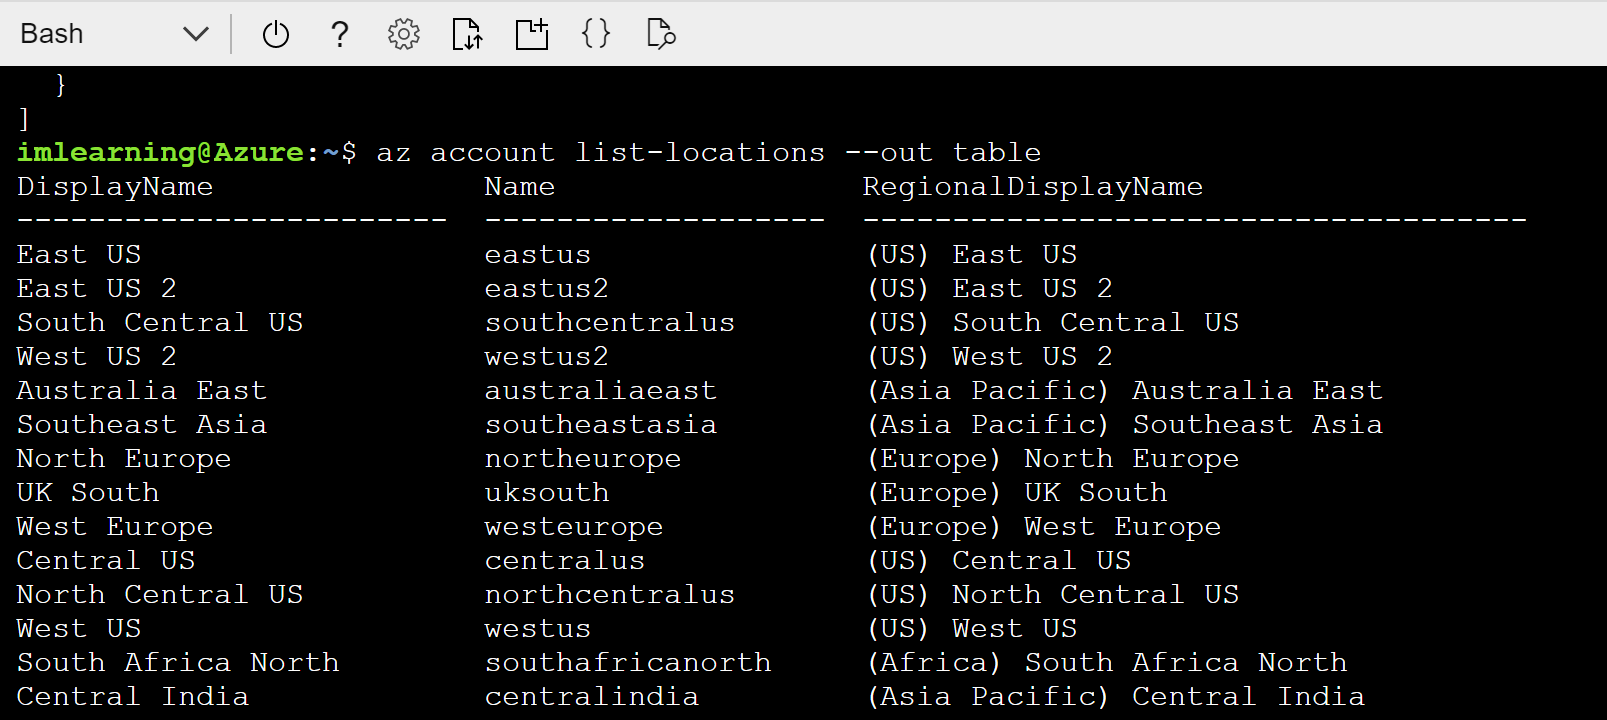 Bash
}
]
imlearning@Azure:~$ az account list-locations --out table
DisplayName               Name                 RegionalDisplayName
------------------------  -------------------  -------------------------------------
East US                   eastus               (US) East US
East US 2                 eastus2              (US) East US 2
South Central US          southcentralus       (US) South Central US
West US 2                 westus2              (US) West US 2
Australia East            australiaeast        (Asia Pacific) Australia East
Southeast Asia            southeastasia        (Asia Pacific) Southeast Asia
North Europe              northeurope          (Europe) North Europe
UK South                  uksouth              (Europe) UK South
West Europe               westeurope           (Europe) West Europe
Central US                centralus            (US) Central US
North Central US          northcentralus       (US) North Central US
West US                   westus               (US) West US
South Africa North        southafricanorth     (Africa) South Africa North
Central India             centralindia         (Asia Pacific) Central India